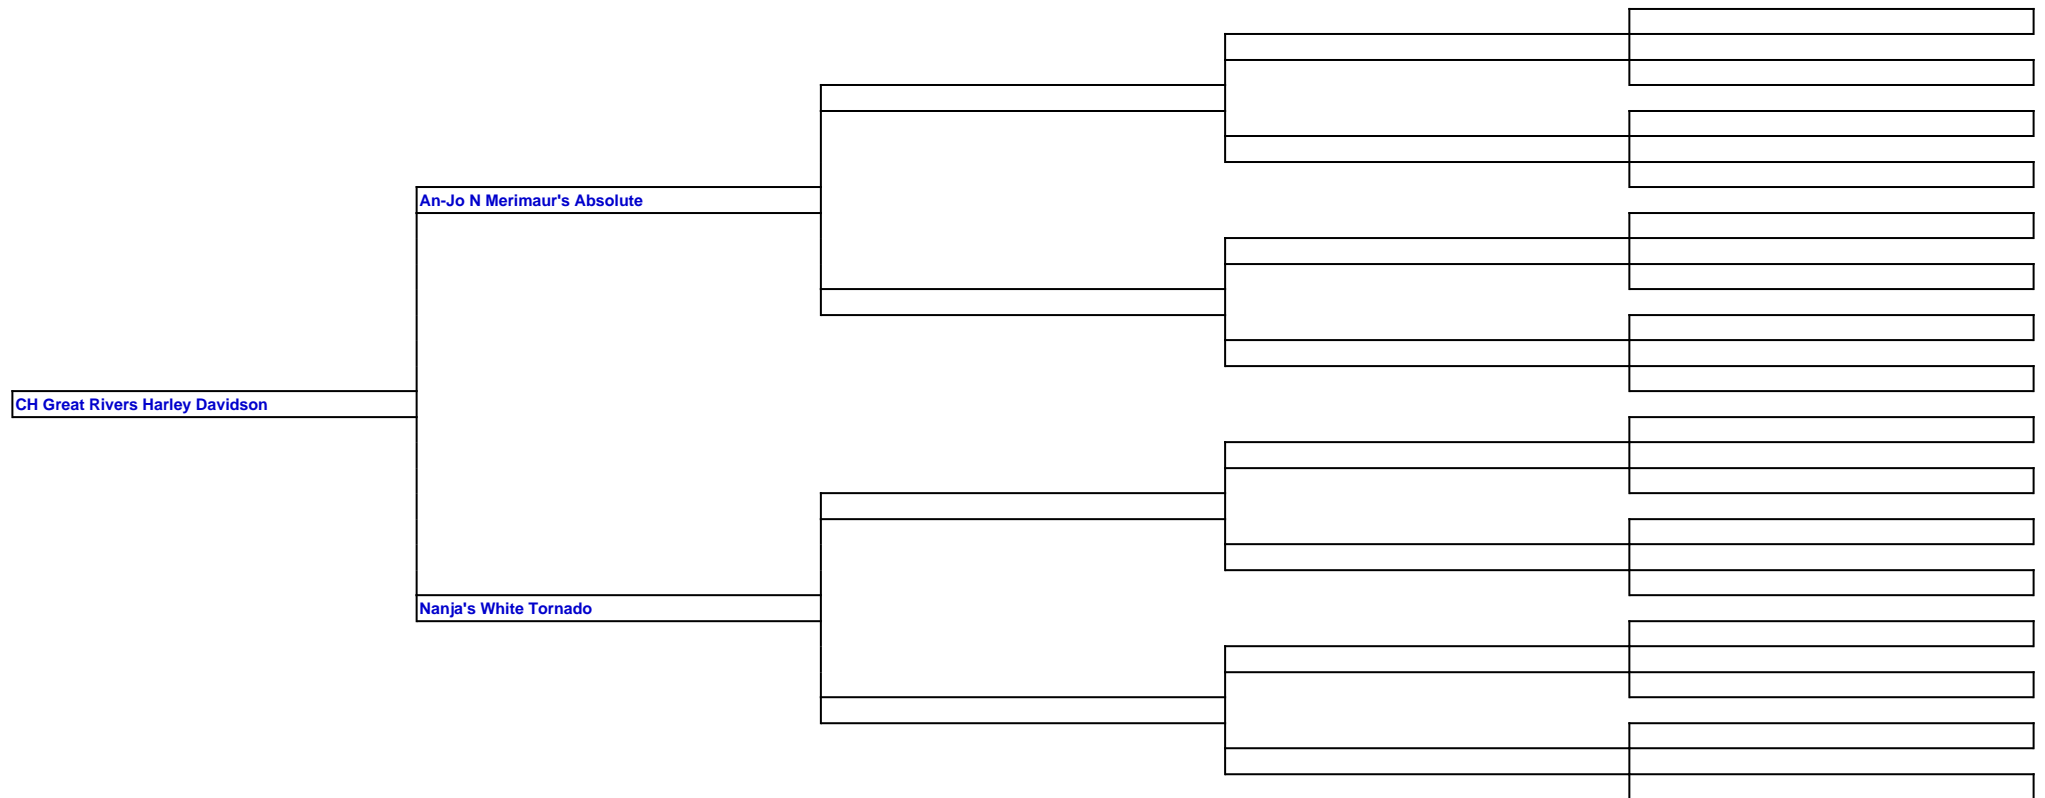 An-Jo N Merimaur's Absolute
CH Great Rivers Harley Davidson
Nanja's White Tornado